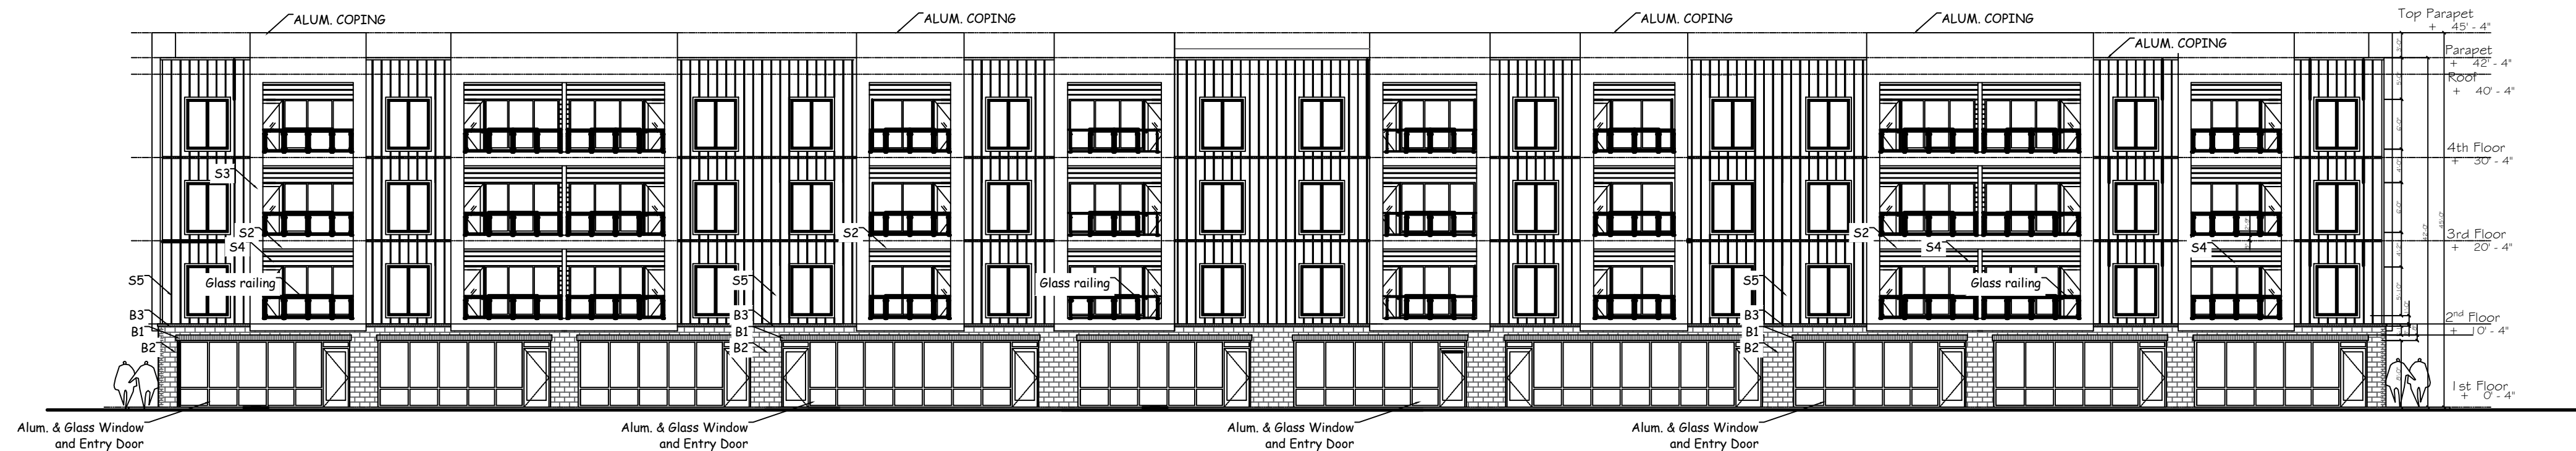 ALUM. COPING
ALUM. COPING
ALUM. COPING
ALUM. COPING
ALUM. COPING
Top Parapet
+ 45' - 4"
Parapet
+ 42' - 4"
Roof
+ 40' - 4"
4th Floor
+ 30' - 4"
S3
S2
S4
S2
S2
S4
S4
3rd Floor
+ 20' - 4"
S5
Glass railing
S5
Glass railing
S5
Glass railing
B3
B1
B2
B3
B1
B2
B3
B1
B2
2nd Floor
+ 10' - 4"
1st Floor
+ 0' - 4"
Alum. & Glass Window
and Entry Door
Alum. & Glass Window
and Entry Door
Alum. & Glass Window
and Entry Door
Alum. & Glass Window
and Entry Door